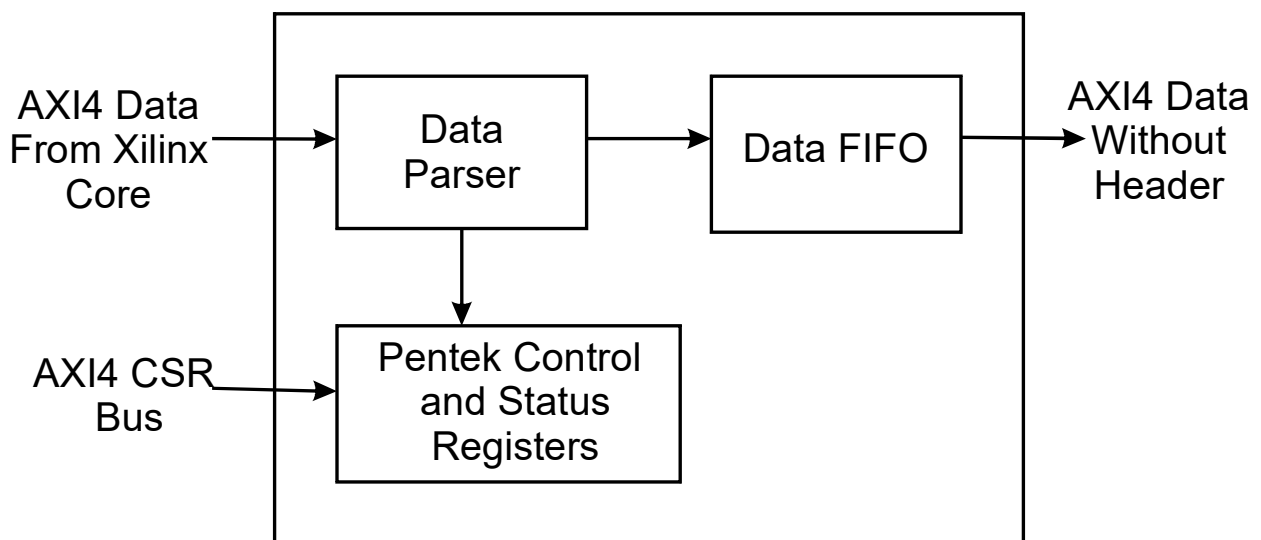 AXI4 Data
From Xilinx
Core
Data
Parser
Data FIFO
AXI4 Data
Without
Header
AXI4 CSR
Bus
Pentek Control
and Status
Registers